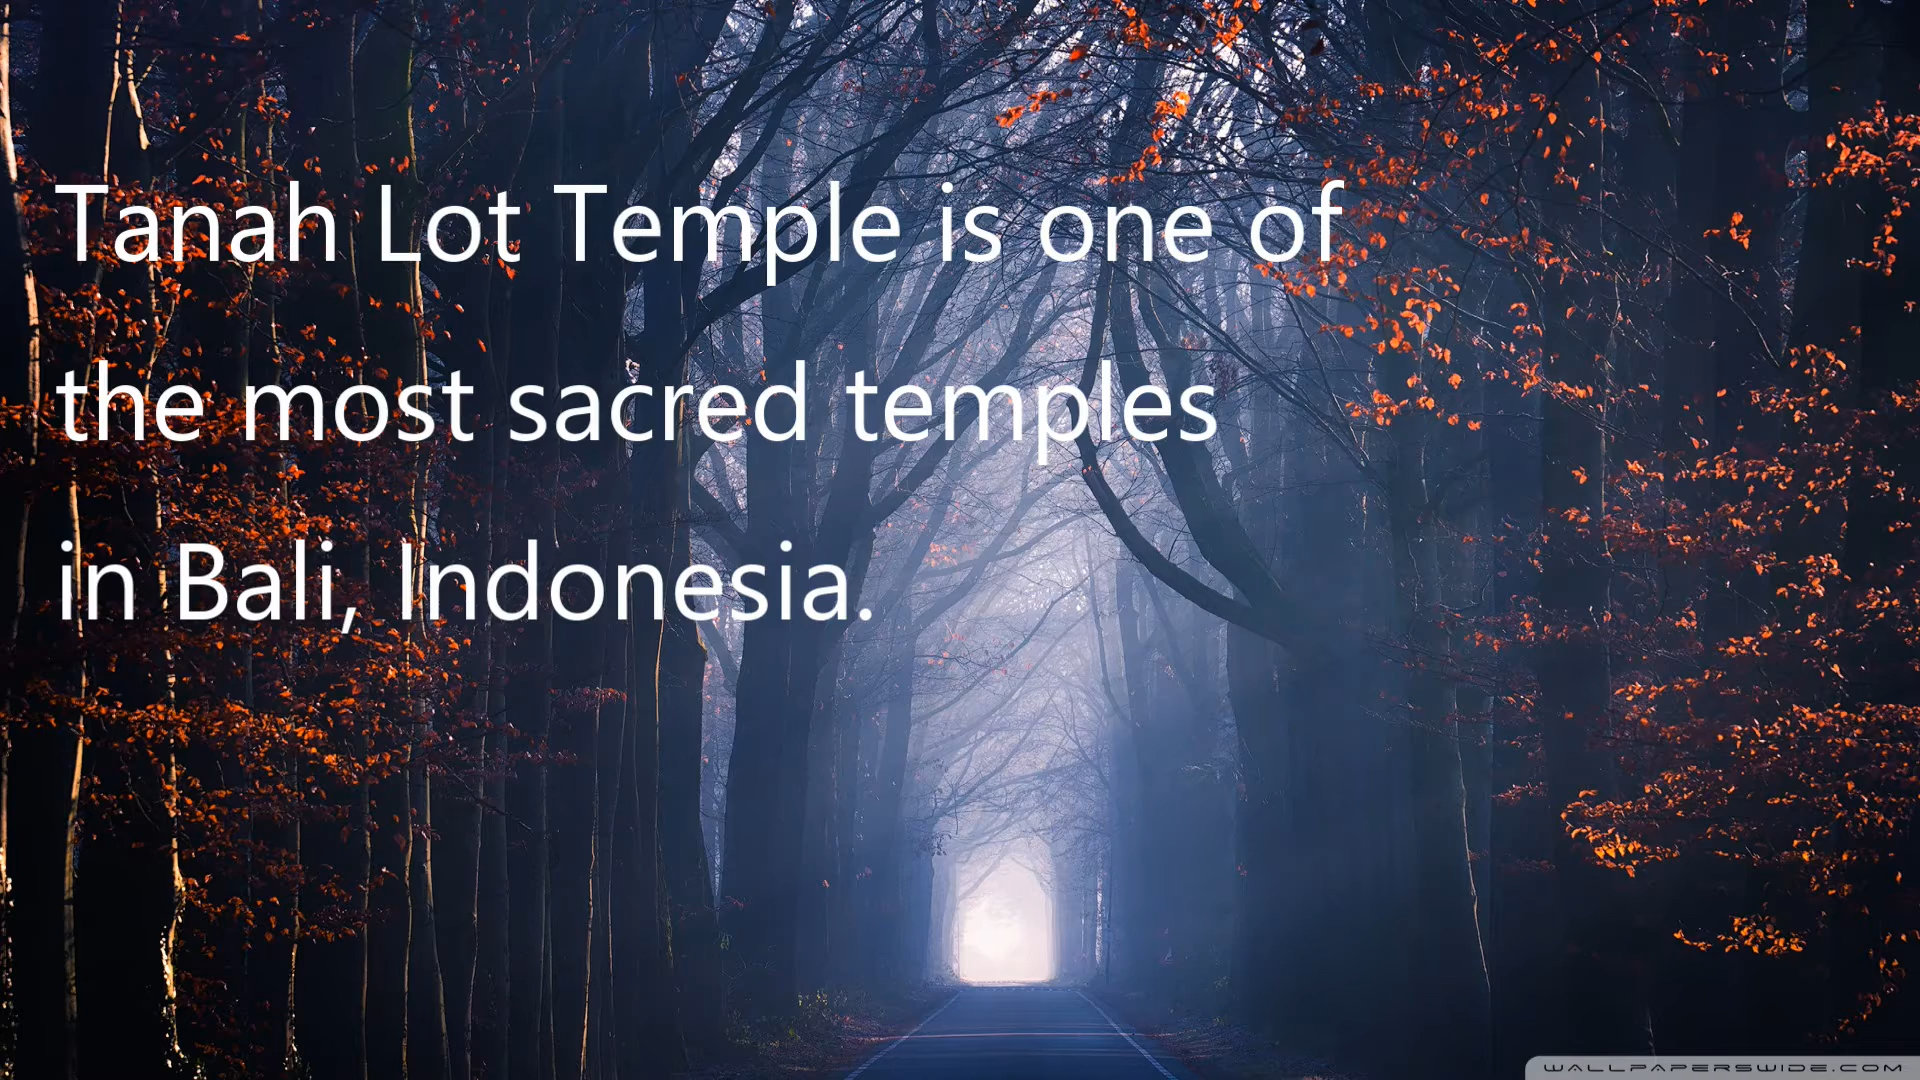 Tanah Lot Temple is one of
the most sacred temples
in Bali, Indonesia.
WALLPAPERSWIDE.COM